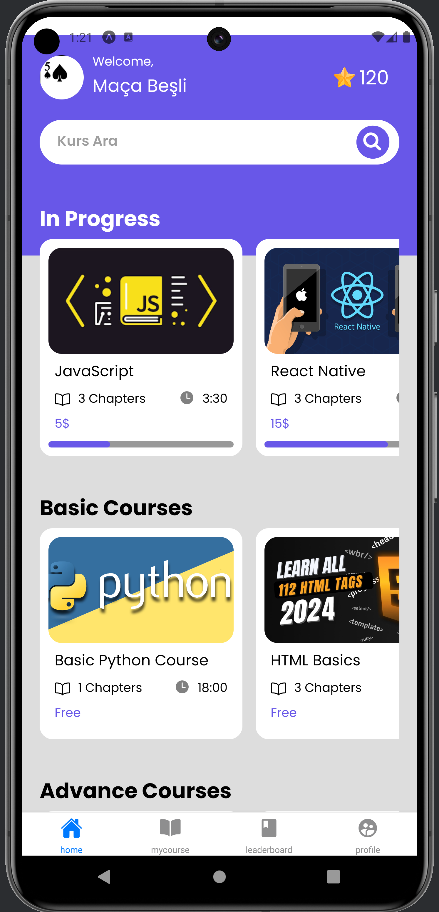 1:21
Welcome,
Maça Beşli
120
Kurs Ara
In Progress
JS
React Native
JavaScript
3 Chapters
3:30
5$
React Native
3 Chapters
15$
Basic Courses
python
LEARN ALL
112 HTML TAGS
2024
<wbr/>
<template>
Basic Python Course
1 Chapters
18:00
Free
HTML Basics
3 Chapters
Free
Advance Courses
home
mycourse
leaderboard
profile